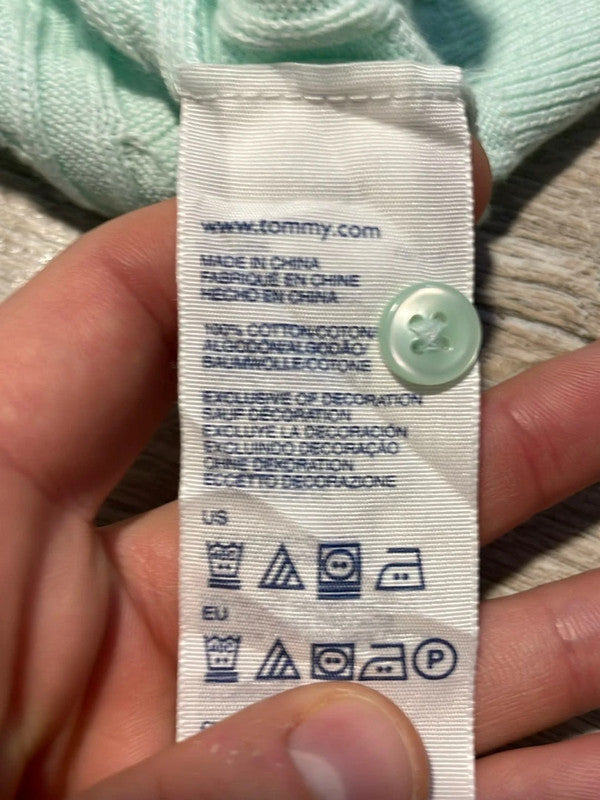 www.tommy.com
MADE IN CHINA
FABRIQUÉ EN CHINE
HECHO EN CHINA
100% COTTON-COTON-
ALGODON/ALGODÃO/
BAUMWOLLE-COTONE
EXCLUSIVE OF DECORATION
SAUF DÉCORATION
EXCLUYE LA DECORACIÓN
EXCLUINDO DECORAÇÃO
OHNE DEKORATION
ECCETTO DECORAZIONE
US
EU
P